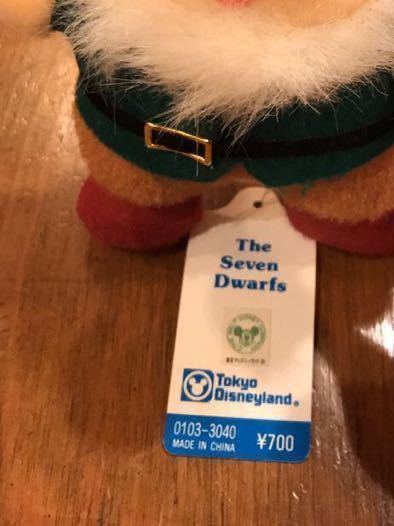 The
Seven
Dwarfs
Tokyo
Disneyland®
0103-3040
MADE IN CHINA
¥700